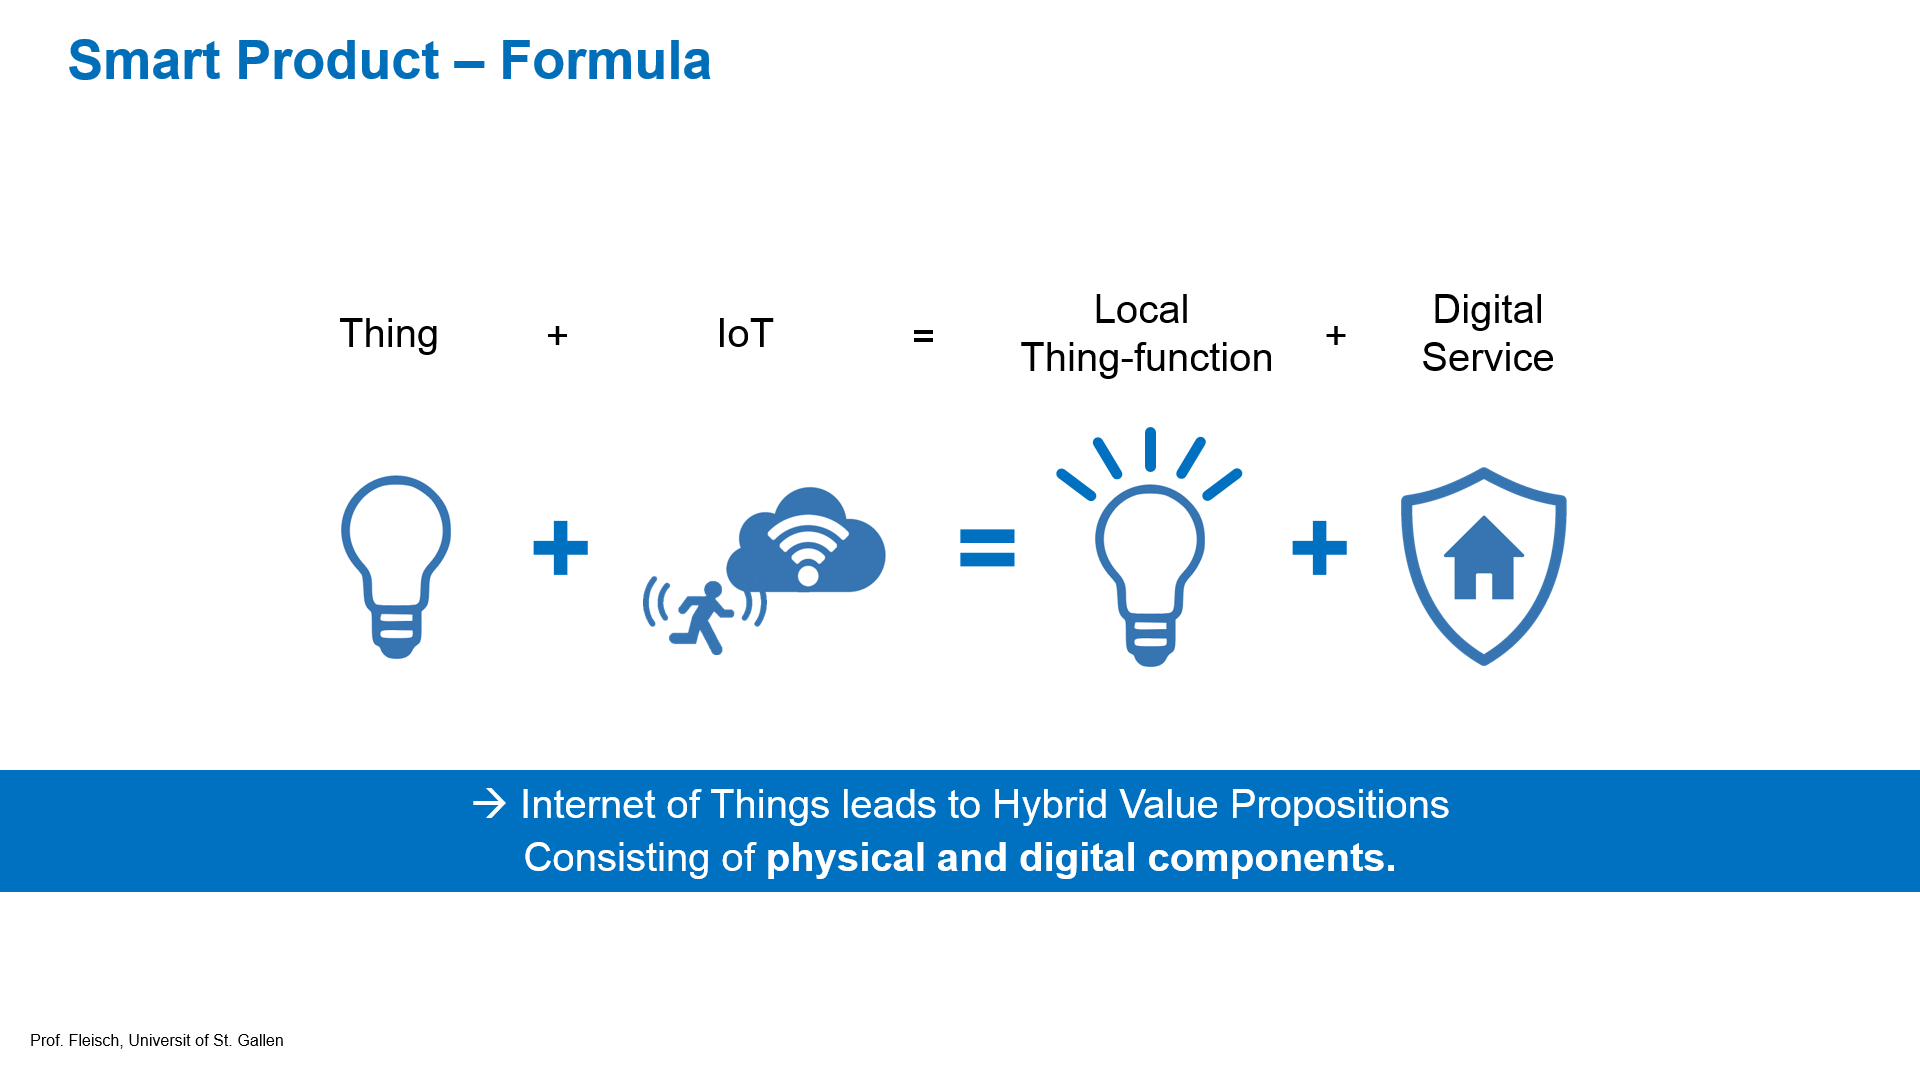 Smart Product – Formula
Thing + IoT = Local Thing-function + Digital Service
→ Internet of Things leads to Hybrid Value Propositions
Consisting of physical and digital components.
Prof. Fleisch, Universit of St. Gallen